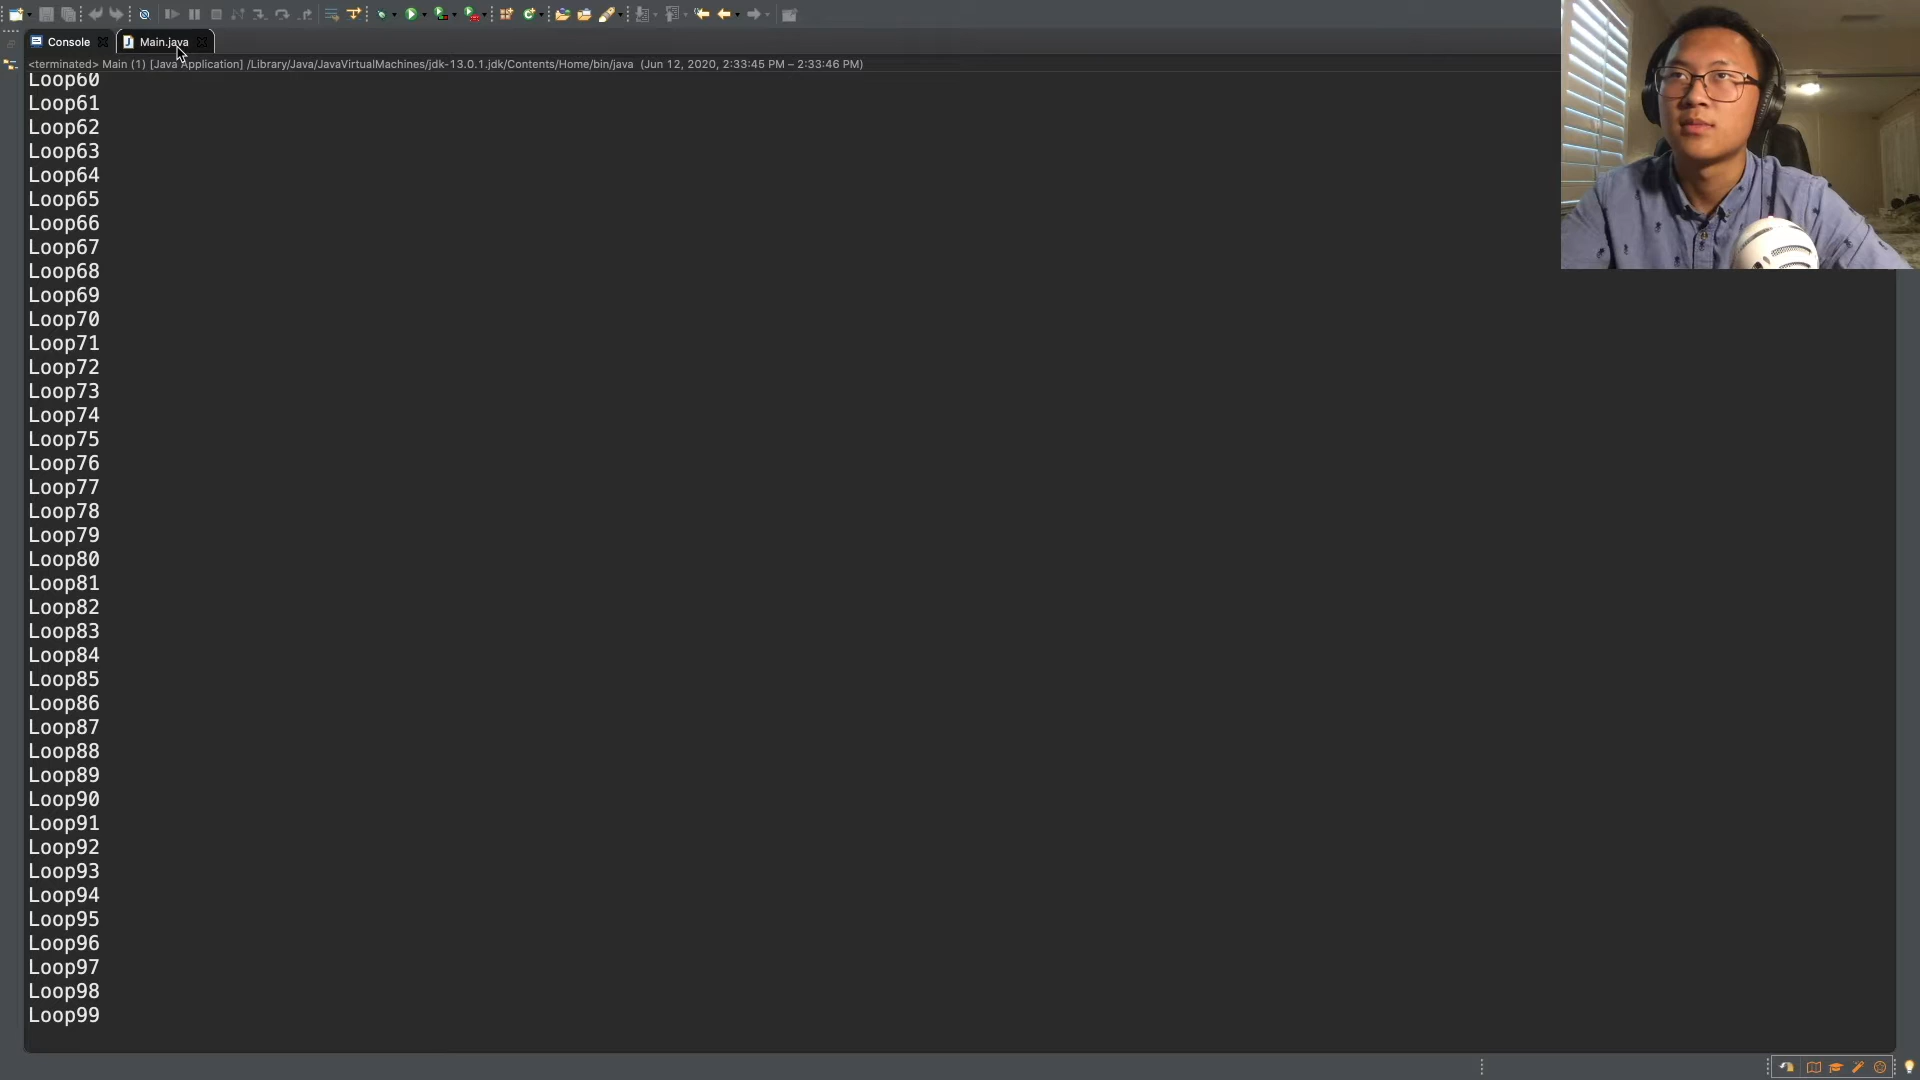 Console
Main.java
<terminated> Main (1) [Java Application] /Library/Java/JavaVirtualMachines/jdk-13.0.1.jdk/Contents/Home/bin/java (Jun 12, 2020, 2:33:45 PM – 2:33:46 PM)
Loop60
Loop61
Loop62
Loop63
Loop64
Loop65
Loop66
Loop67
Loop68
Loop69
Loop70
Loop71
Loop72
Loop73
Loop74
Loop75
Loop76
Loop77
Loop78
Loop79
Loop80
Loop81
Loop82
Loop83
Loop84
Loop85
Loop86
Loop87
Loop88
Loop89
Loop90
Loop91
Loop92
Loop93
Loop94
Loop95
Loop96
Loop97
Loop98
Loop99